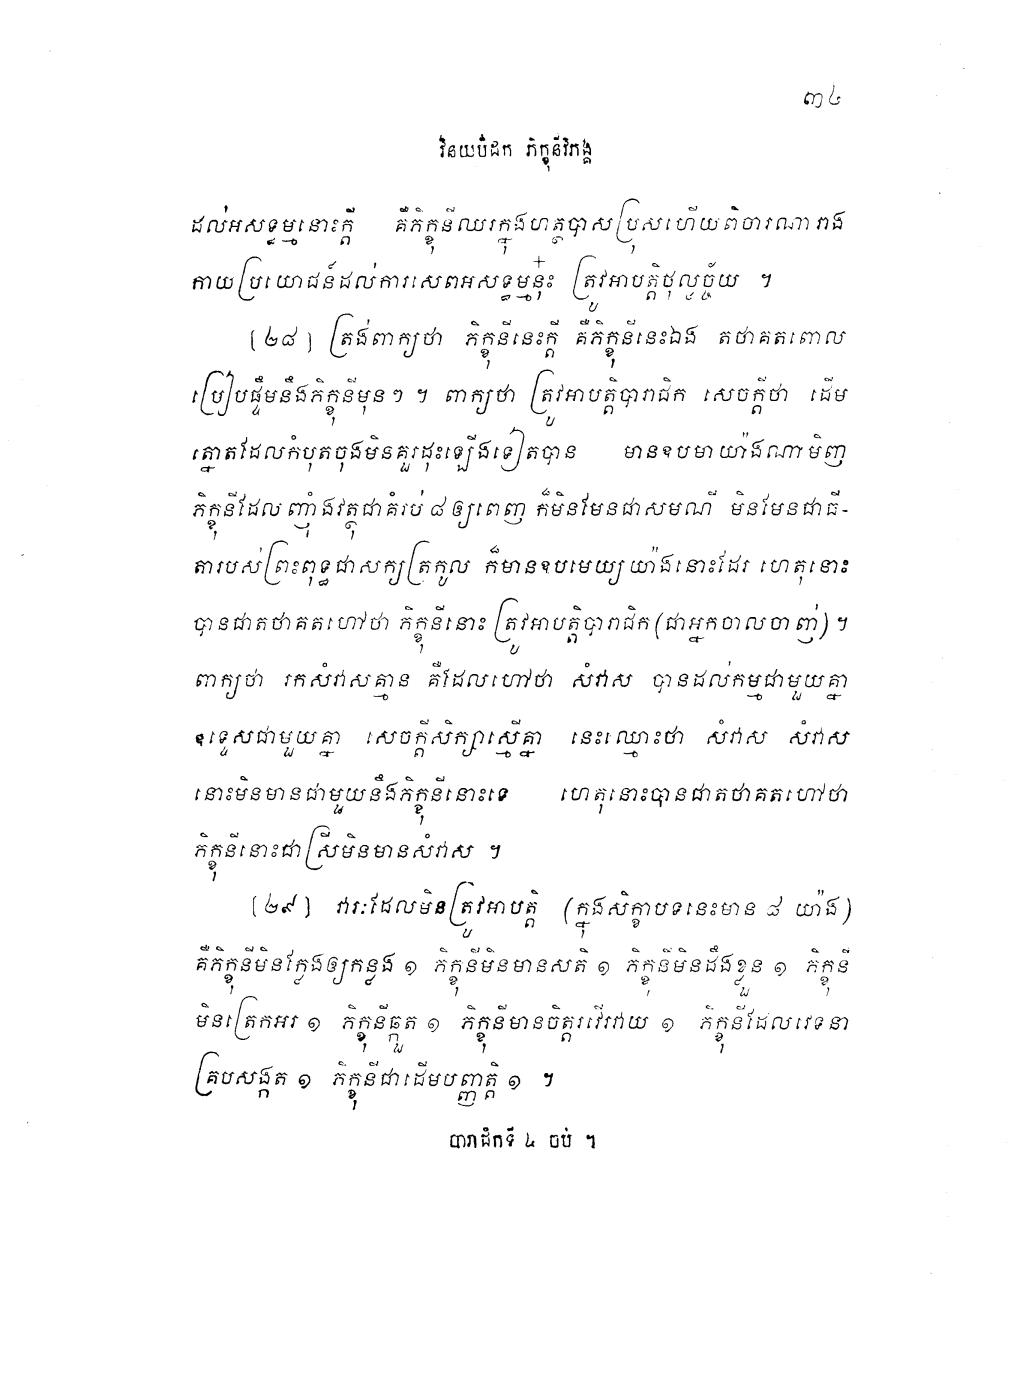 ៣៤
វិនយបិដក ភិក្ខុនីវិភង្គ
ដល់អសទ្ធម្មនោះក្តី គឺភិក្ខុនីឈរក្នុងហត្ថបាសប្រុសហើយពិចារណារាង
កាយប្រយោជន៍ដល់ការសេពអសទ្ធម្មនុ៎ះ ត្រូវអាបត្តិថុល្លច្ច័យ ។
[២៨] ត្រង់ពាក្យថា ភិក្ខុនីនេះក្តី គឺភិក្ខុនីនេះឯង តថាគតពោល
ប្រៀបផ្ទឹមនឹងភិក្ខុនីមុនៗ ។ ពាក្យថា ត្រូវអាបត្តិបារាជិក សេចក្តីថា ដើម
ត្នោតដែលកំបុតចុងមិនគួរដុះឡើងទៀតបាន មានឧបមាយ៉ាងណាមិញ
ភិក្ខុនីដែលញ៉ាំងវត្ថុជាគំរប់ ៨ ឲ្យពេញ ក៏មិនមែនជាសមណី មិនមែនជាធី-
តារបស់ព្រះពុទ្ធជាសក្យត្រកូល ក៏មានឧបមេយ្យយ៉ាងនោះដែរ ហេតុនោះ
បានជាតថាគតហៅថា ភិក្ខុនីនោះ ត្រូវអាបត្តិបារាជិក (ជាអ្នកចាលចាញ់) ។
ពាក្យថា រកសំវាសគ្មាន គឺដែលហៅថា សំវាស បានដល់កម្មជាមួយគ្នា
ឧទ្ទេសជាមួយគ្នា សេចក្តីសិក្សាស្មើគ្នា នេះឈ្មោះថា សំវាស សំវាស
នោះមិនមានជាមួយនឹងភិក្ខុនីនោះទេ ហេតុនោះបានជាតថាគតហៅថា
ភិក្ខុនីនោះជាស្រីមិនមានសំវាស ។
[២៩] វារៈដែលមិនត្រូវអាបត្តិ (ក្នុងសិក្ខាបទនេះមាន ៨ យ៉ាង)
គឺភិក្ខុនីមិនក្លែងឲ្យកន្លង ១ ភិក្ខុនីមិនមានសតិ ១ ភិក្ខុនីមិនដឹងខ្លួន ១ ភិក្ខុនី
មិនត្រេកអរ ១ ភិក្ខុនីឆ្កួត ១ ភិក្ខុនីមានចិត្តរវើរវាយ ១ ភិក្ខុនីដែលវេទនា
គ្របសង្កត ១ ភិក្ខុនីជាដើមបញ្ញត្តិ ១ ។
បារាជិកទី ៤ ចប់ ។